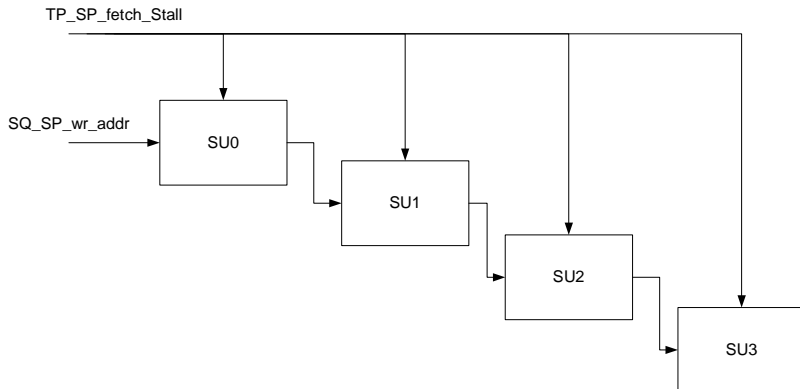 TP_SP_fetch_Stall
SQ_SP_wr_addr
SU0
SU1
SU2
SU3